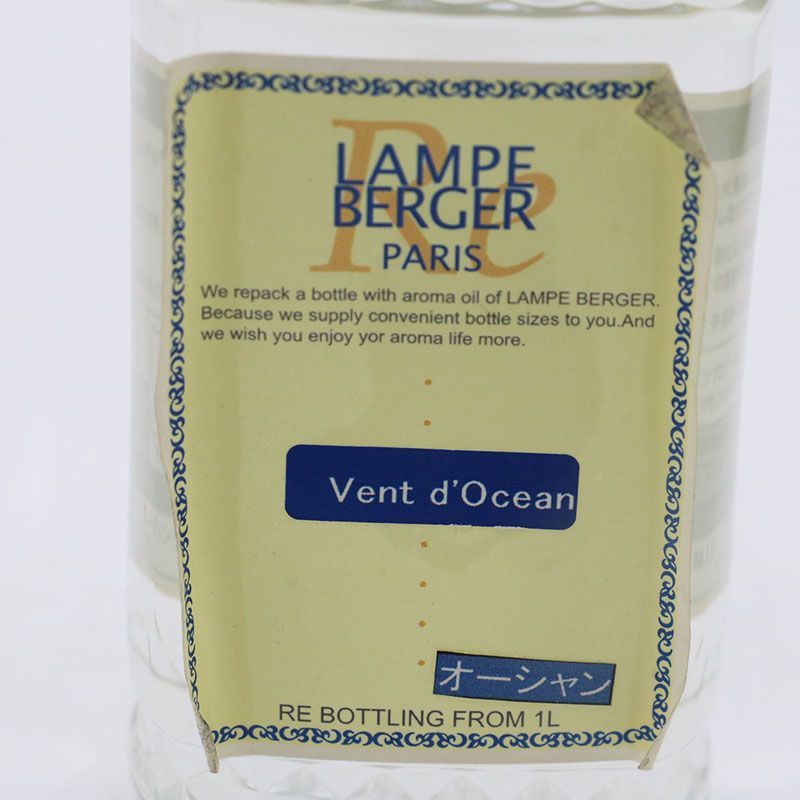 Re
LAMPE
BERGER
PARIS
We repack a bottle with aroma oil of LAMPE BERGER.
Because we supply convenient bottle sizes to you.And
we wish you enjoy yor aroma life more.
Vent d'Ocean
オーシャン
RE BOTTLING FROM 1L